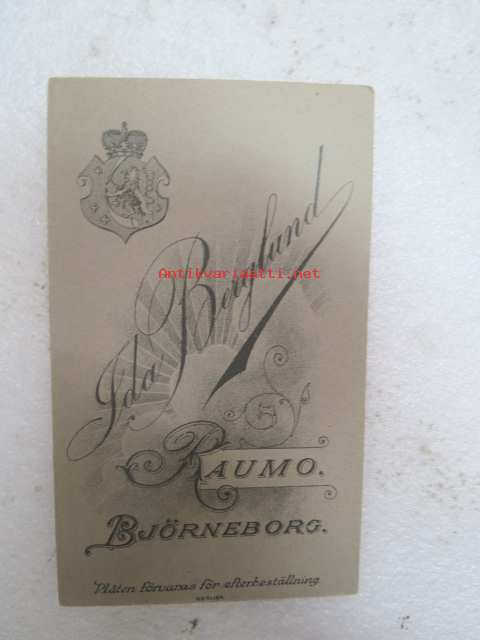 Ida Berglund
Antikvariaatti.net
RAUMO.
BJÖRNEBORG.
Plåten förvaras för efterbeställning